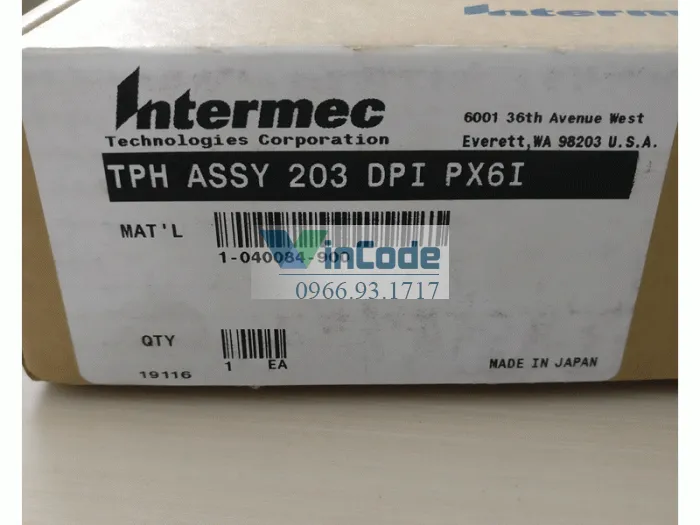 Intermec
Intermec
Technologies Corporation
6001 36th Avenue West
Everett, WA 98203 U.S.A.
TPH ASSY 203 DPI PX6I
MAT'L
1-040084-900
VinCode
0966.93.1717
QTY
1 EA
19116
MADE IN JAPAN